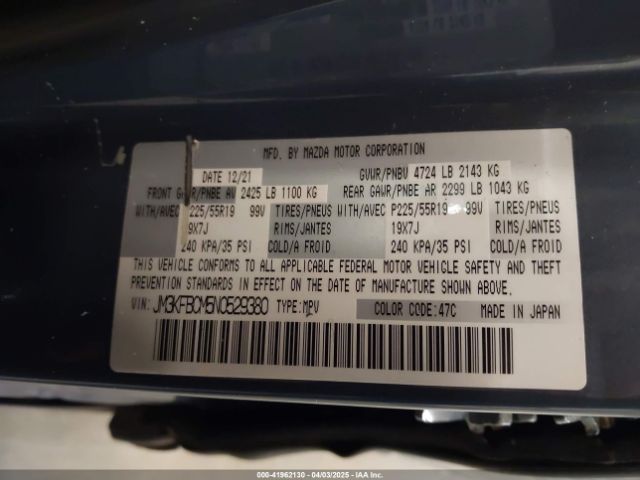 MFD. BY MAZDA MOTOR CORPORATION
DATE 12/21 GVWR/PNBV 4724 LB 2143 KG
FRONT GAWR/PNBE AV 2425 LB 1100 KG REAR GAWR/PNBE AR 2299 LB 1043 KG
WITH/AVEC P225/55R19 99V TIRES/PNEUS WITH/AVEC P225/55R19 99V
19X7J RIMS/JANTES 19X7J RIMS/JANTES
240 KPA/35 PSI COLD/A FROID 240 KPA/35 PSI COLD/A FROID
THIS VEHICLE CONFORMS TO ALL APPLICABLE FEDERAL MOTOR VEHICLE SAFETY AND THEFT
PREVENTION STANDARDS IN EFFECT ON THE DATE OF MANUFACTURE SHOWN ABOVE.
VIN: JM3KFBCM5N0529380 TYPE: MPV COLOR CODE: 47C MADE IN JAPAN
000-41962130 - 04/03/2025 - IAA Inc.